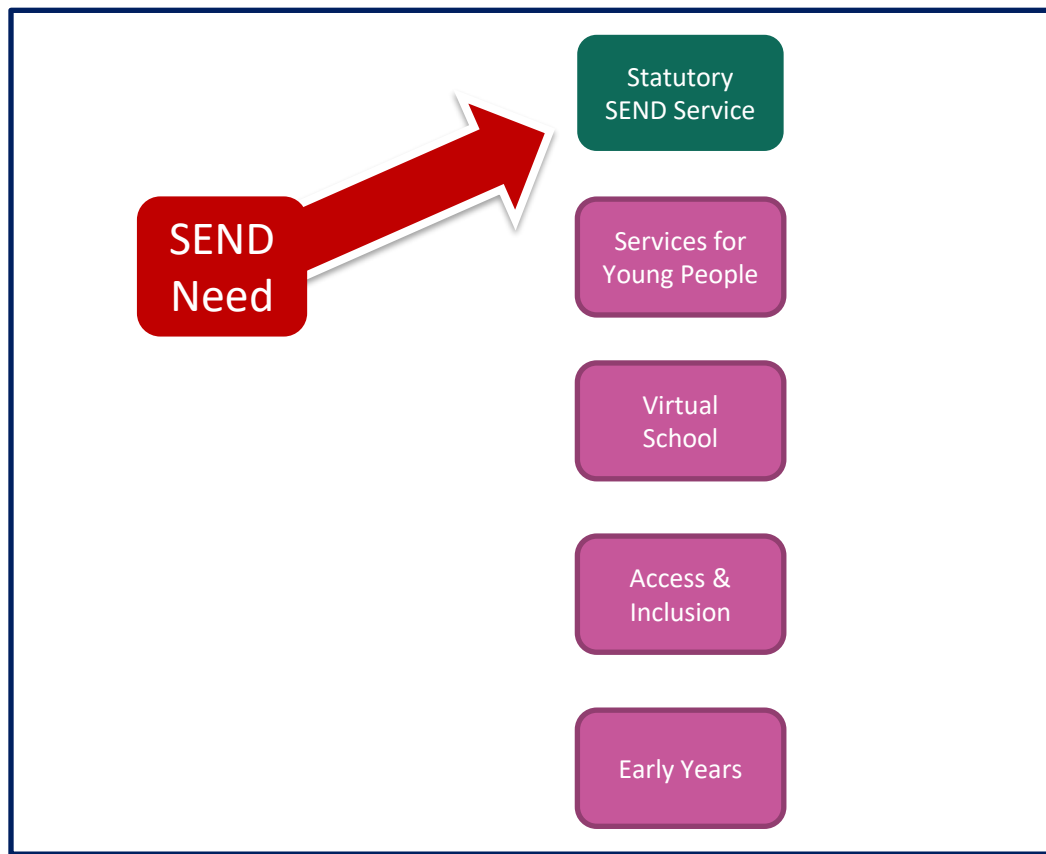 Statutory
SEND Service
SEND
Need
Services for
Young People
Virtual
School
Access &
Inclusion
Early Years